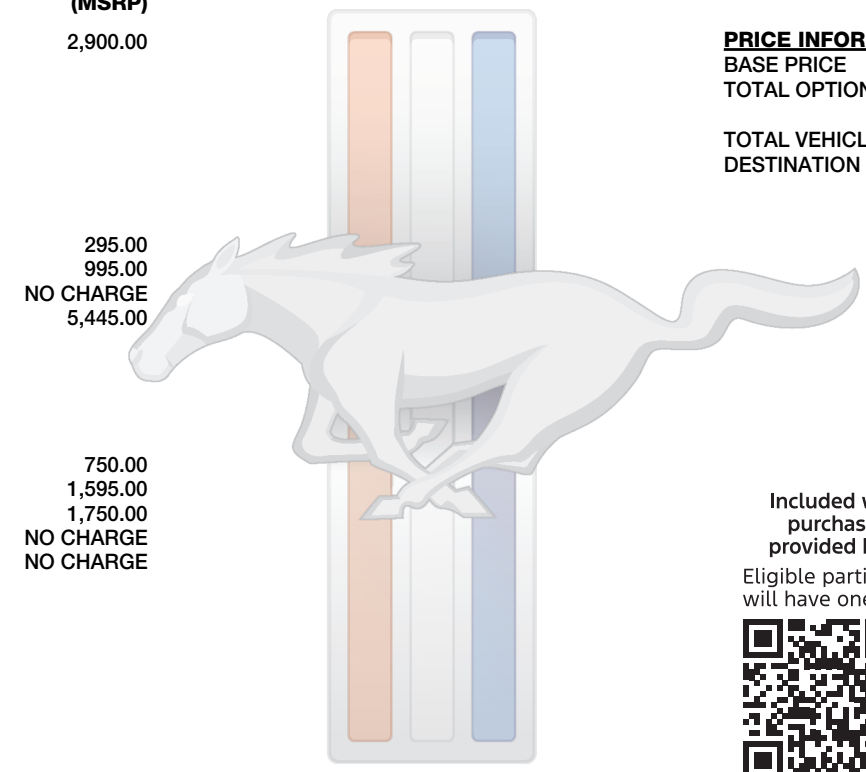 (MSRP)
2,900.00
295.00
995.00
NO CHARGE
5,445.00
750.00
1,595.00
1,750.00
NO CHARGE
NO CHARGE
PRICE INFOR
BASE PRICE
TOTAL OPTION
TOTAL VEHICL
DESTINATION
Included w
purchas
provided b
Eligible parti
will have one